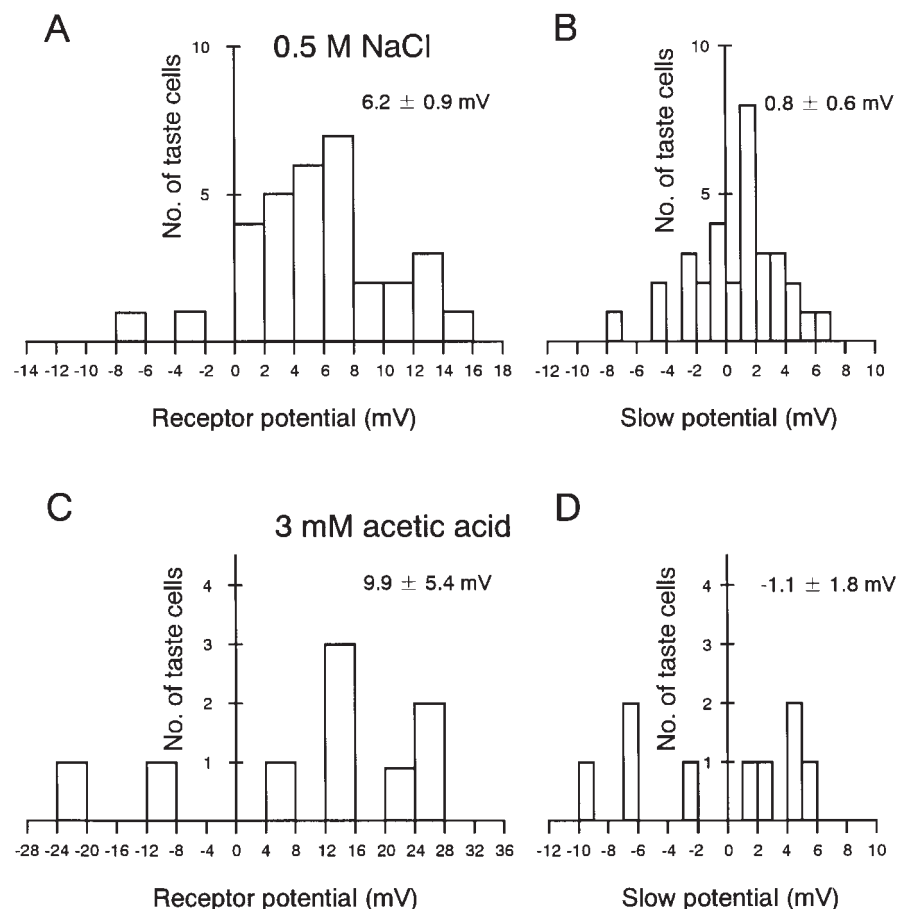 A
0.5 M NaCl
6.2 ± 0.9 mV
No. of taste cells
10
5
-14 -12 -10 -8 -6 -4 -2 0 2 4 6 8 10 12 14 16 18
Receptor potential (mV)
B
0.8 ± 0.6 mV
No. of taste cells
10
5
-12 -10 -8 -6 -4 -2 0 2 4 6 8 10
Slow potential (mV)
C
3 mM acetic acid
9.9 ± 5.4 mV
No. of taste cells
4
3
2
1
-28 -24 -20 -16 -12 -8 -4 0 4 8 12 16 20 24 28 32 36
Receptor potential (mV)
D
-1.1 ± 1.8 mV
No. of taste cells
4
3
2
1
-12 -10 -8 -6 -4 -2 0 2 4 6 8 10
Slow potential (mV)